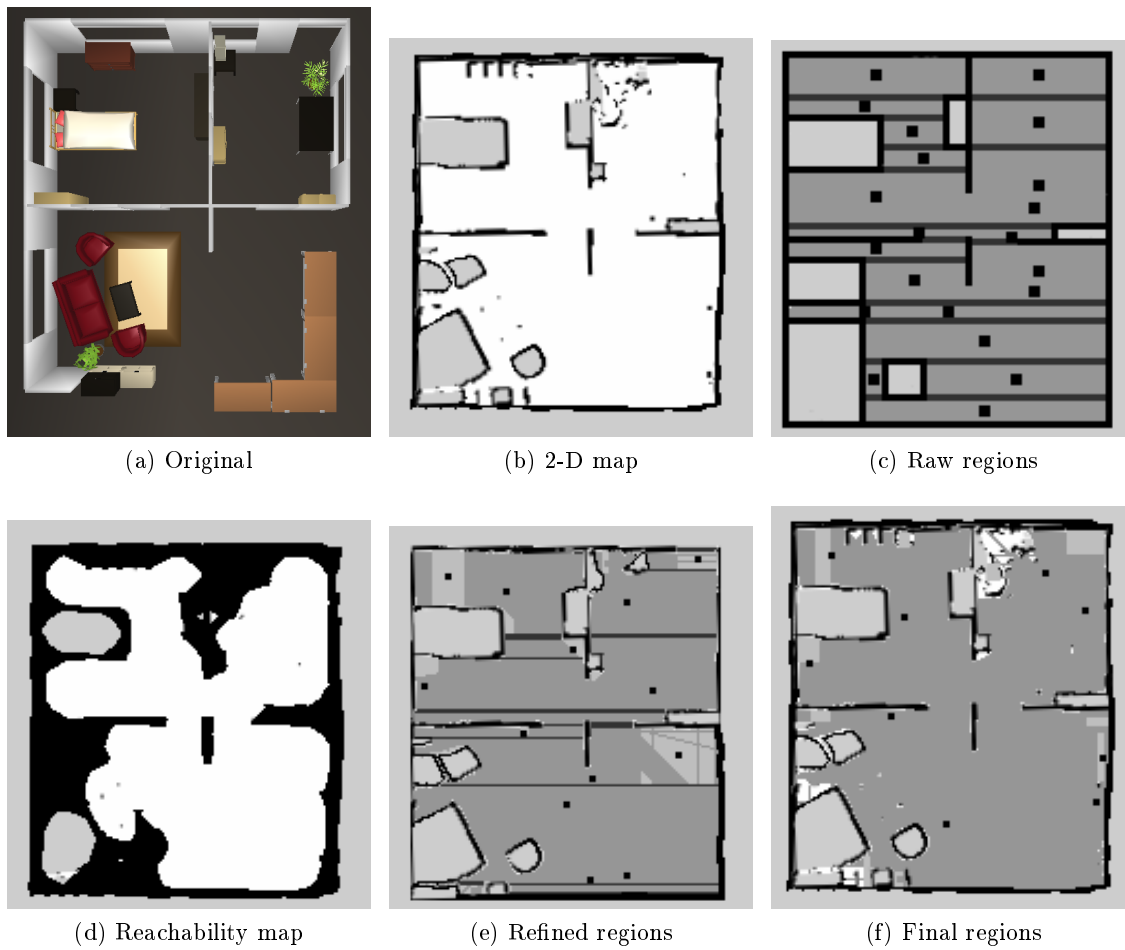 (a) Original
(b) 2-D map
(c) Raw regions
(d) Reachability map
(e) Refined regions
(f) Final regions